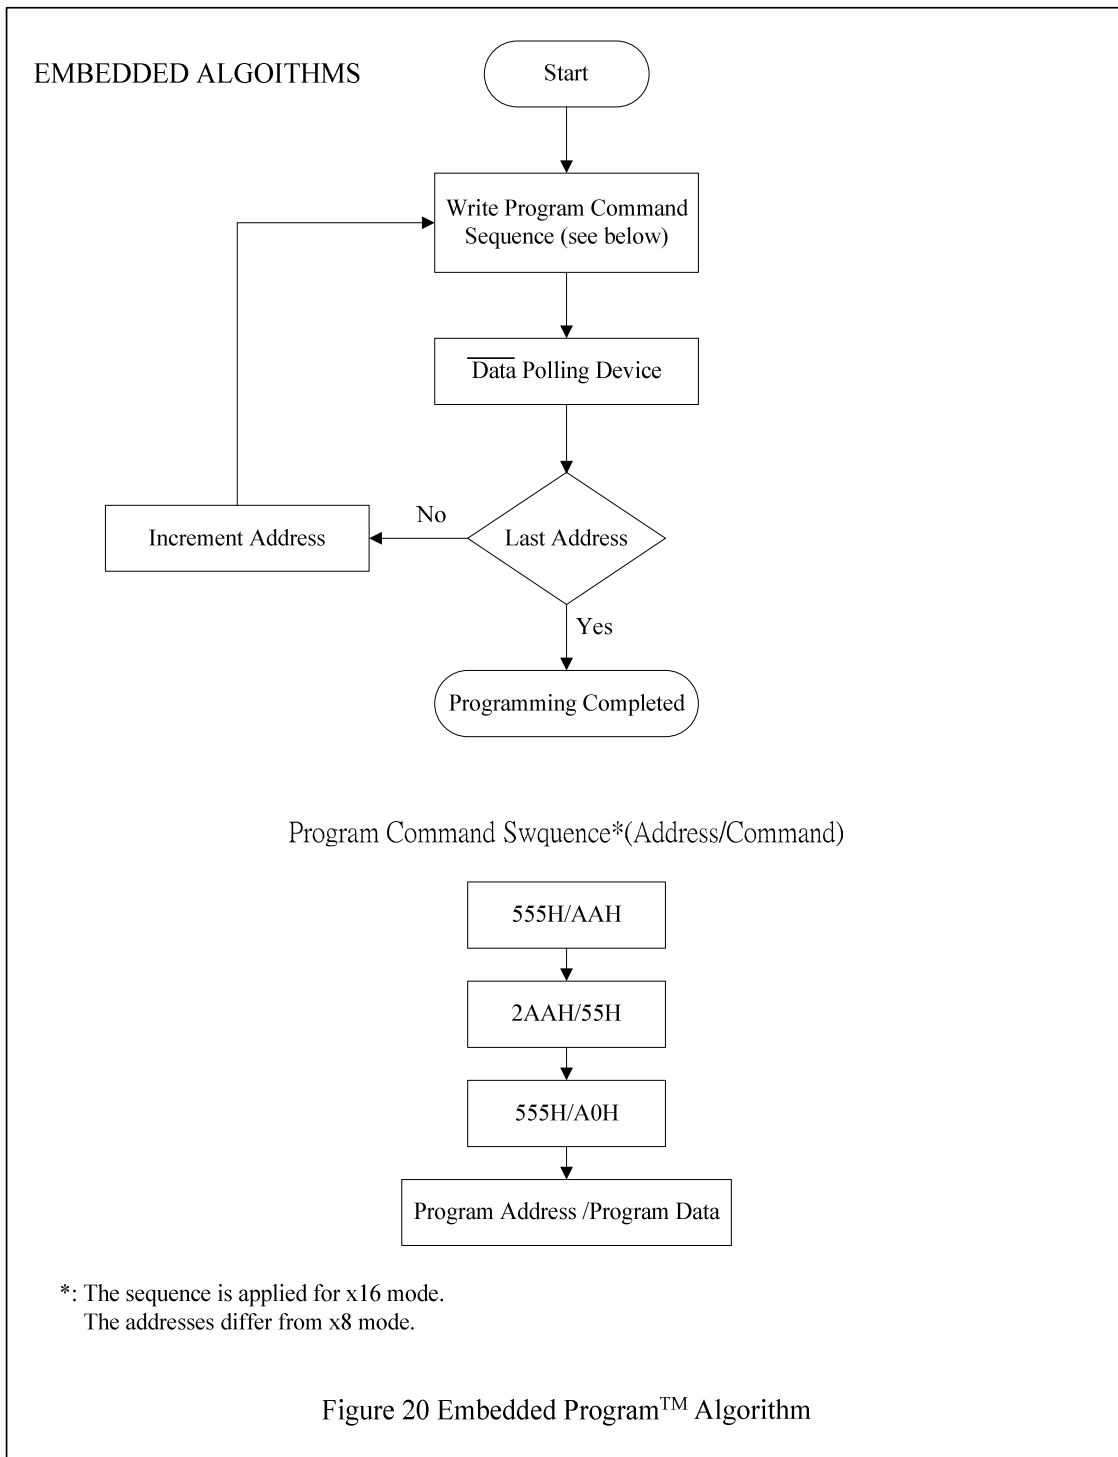 EMBEDDED ALGOITHMS
Start
Write Program Command
Sequence (see below)
Data Polling Device
Last Address
No
Increment Address
Yes
Programming Completed
Program Command Swquence*(Address/Command)
555H/AAH
2AAH/55H
555H/A0H
Program Address /Program Data
*: The sequence is applied for x16 mode.
The addresses differ from x8 mode.
Figure 20 Embedded Program™ Algorithm